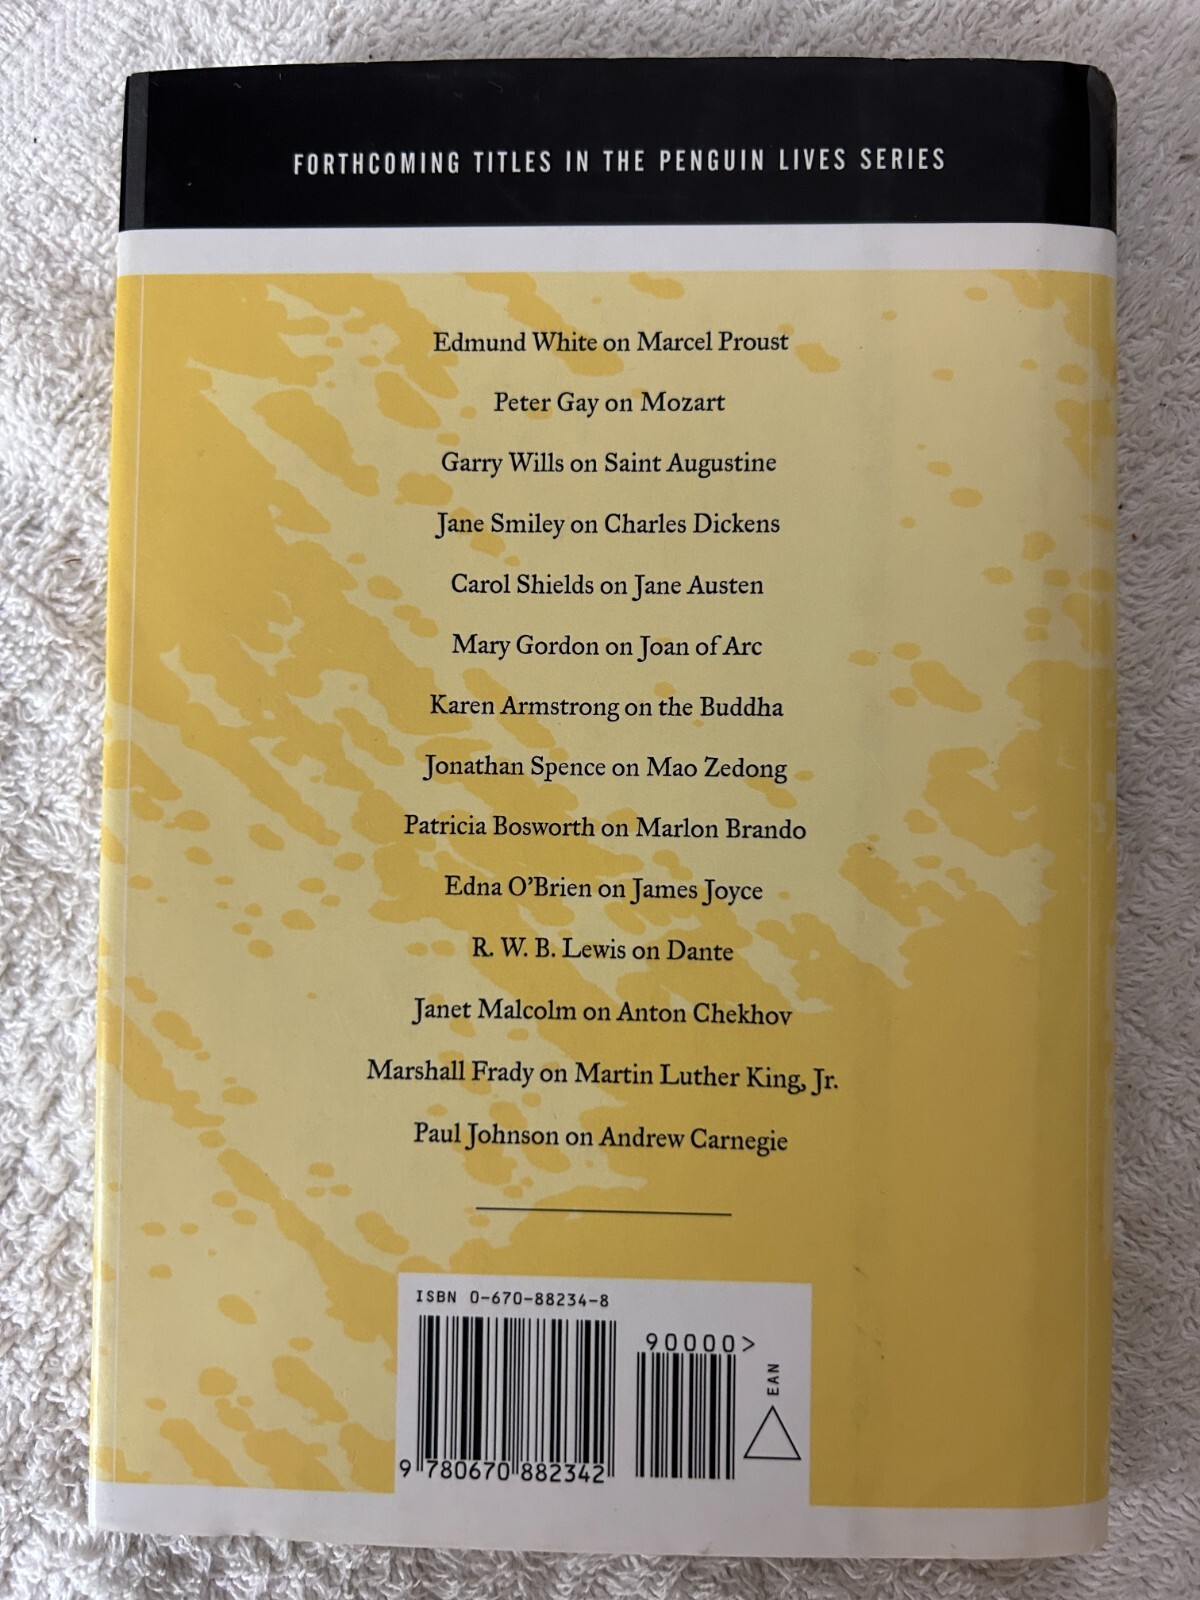 FORTHCOMING TITLES IN THE PENGUIN LIVES SERIES
Edmund White on Marcel Proust
Peter Gay on Mozart
Garry Wills on Saint Augustine
Jane Smiley on Charles Dickens
Carol Shields on Jane Austen
Mary Gordon on Joan of Arc
Karen Armstrong on the Buddha
Jonathan Spence on Mao Zedong
Patricia Bosworth on Marlon Brando
Edna O'Brien on James Joyce
R. W. B. Lewis on Dante
Janet Malcolm on Anton Chekhov
Marshall Frady on Martin Luther King, Jr.
Paul Johnson on Andrew Carnegie
ISBN 0-670-88234-8
90000>
EAN
9 780670 882342